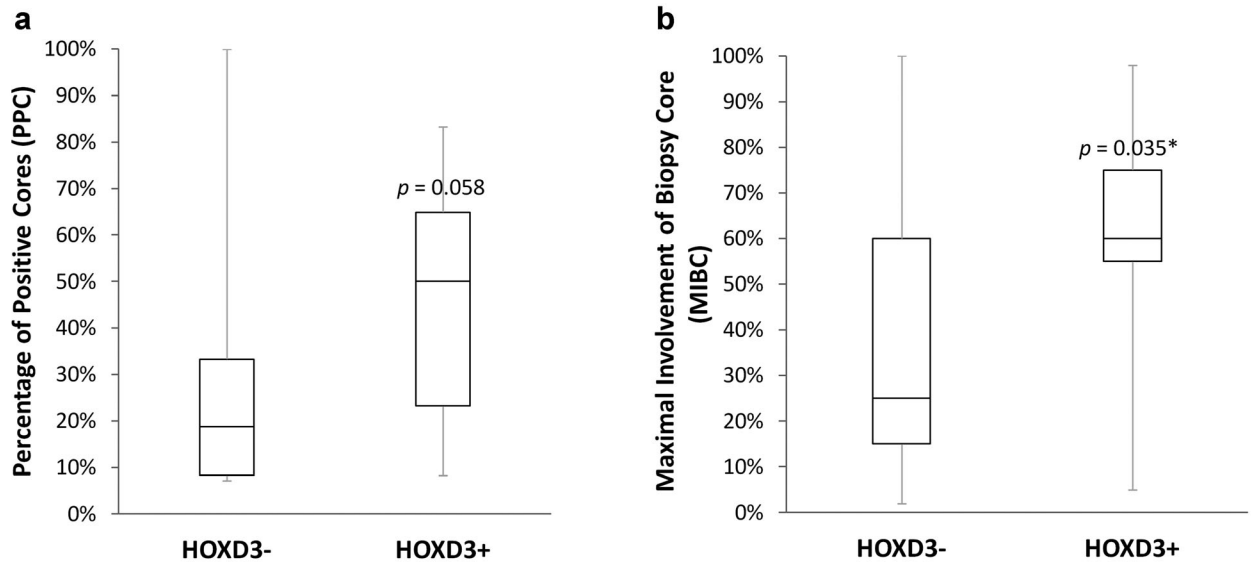 a
Percentage of Positive Cores (PPC)
100%
90%
80%
70%
60%
50%
40%
30%
20%
10%
0%
p = 0.058
HOXD3-
HOXD3+
b
Maximal Involvement of Biopsy Core
(MIBC)
100%
90%
80%
70%
60%
50%
40%
30%
20%
10%
0%
p = 0.035*
HOXD3-
HOXD3+